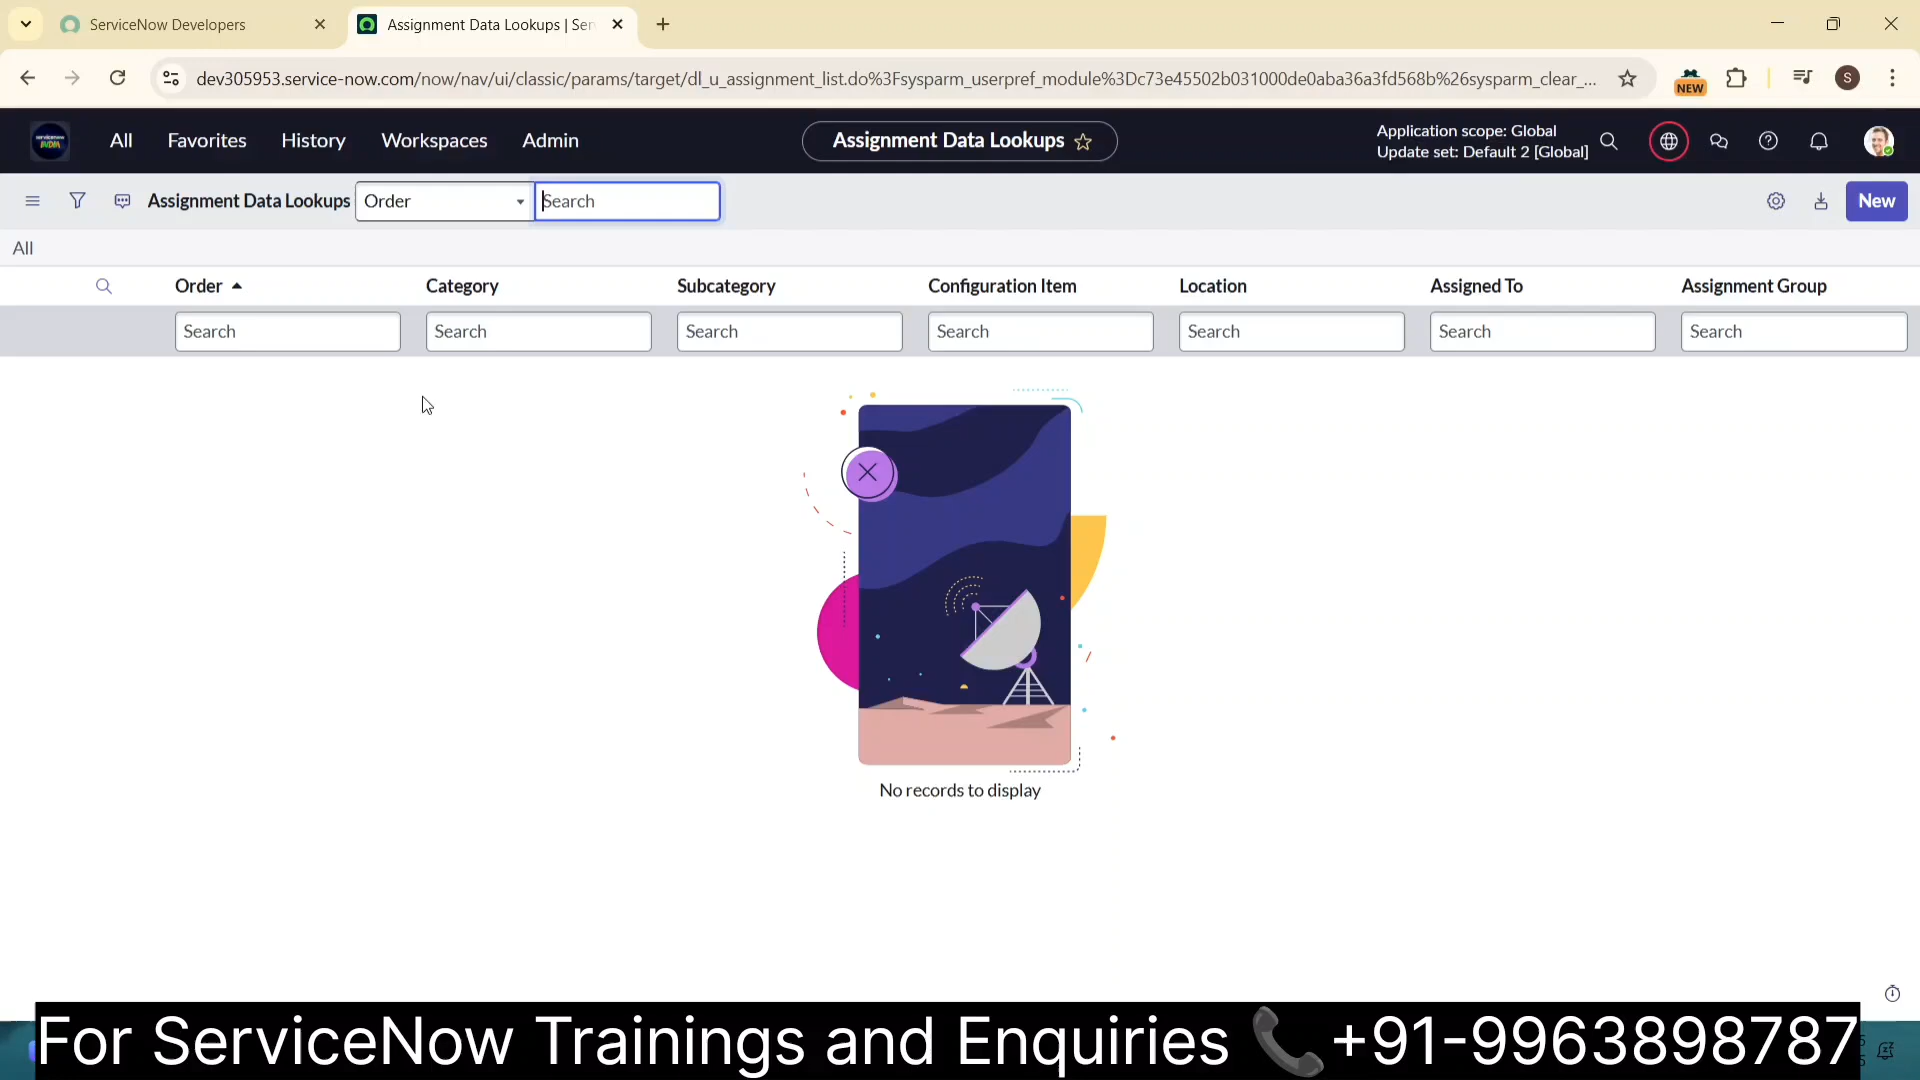 ServiceNow Developers
Assignment Data Lookups | Ser
dev305953.service-now.com/now/nav/ui/classic/params/target/dl_u_assignment_list.do%3Fsysparm_userpref_module%3Dc73e45502b031000de0aba36a3fd568b%26sysparm_clear_...
NEW
S
servicenow
All
Favorites
History
Workspaces
Admin
Assignment Data Lookups
Application scope: Global
Update set: Default 2 [Global]
Assignment Data Lookups
Order
Search
New
All
Order
Category
Subcategory
Configuration Item
Location
Assigned To
Assignment Group
Search
Search
Search
Search
Search
Search
Search
No records to display
For ServiceNow Trainings and Enquiries 📞+91-9963898787